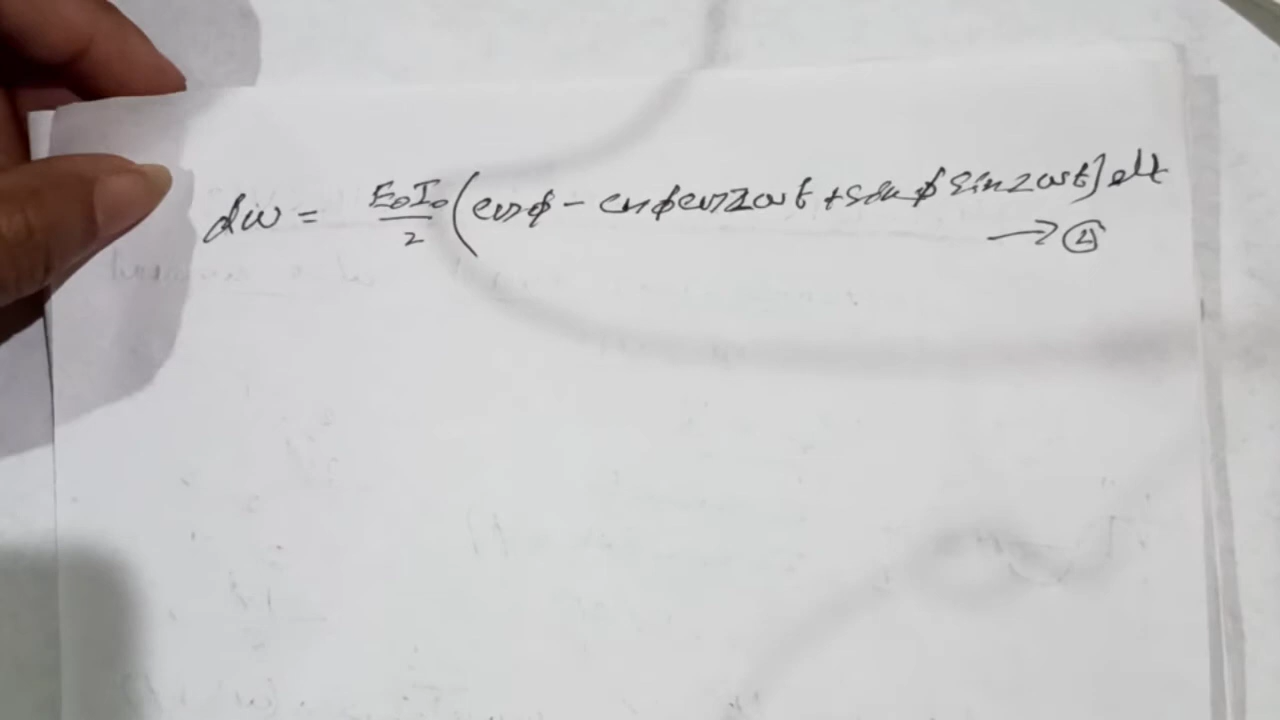 dw = E₀I₀/2 (cosφ - cosφcos2ωt + sinφ sin2ωt] dt
→ ④